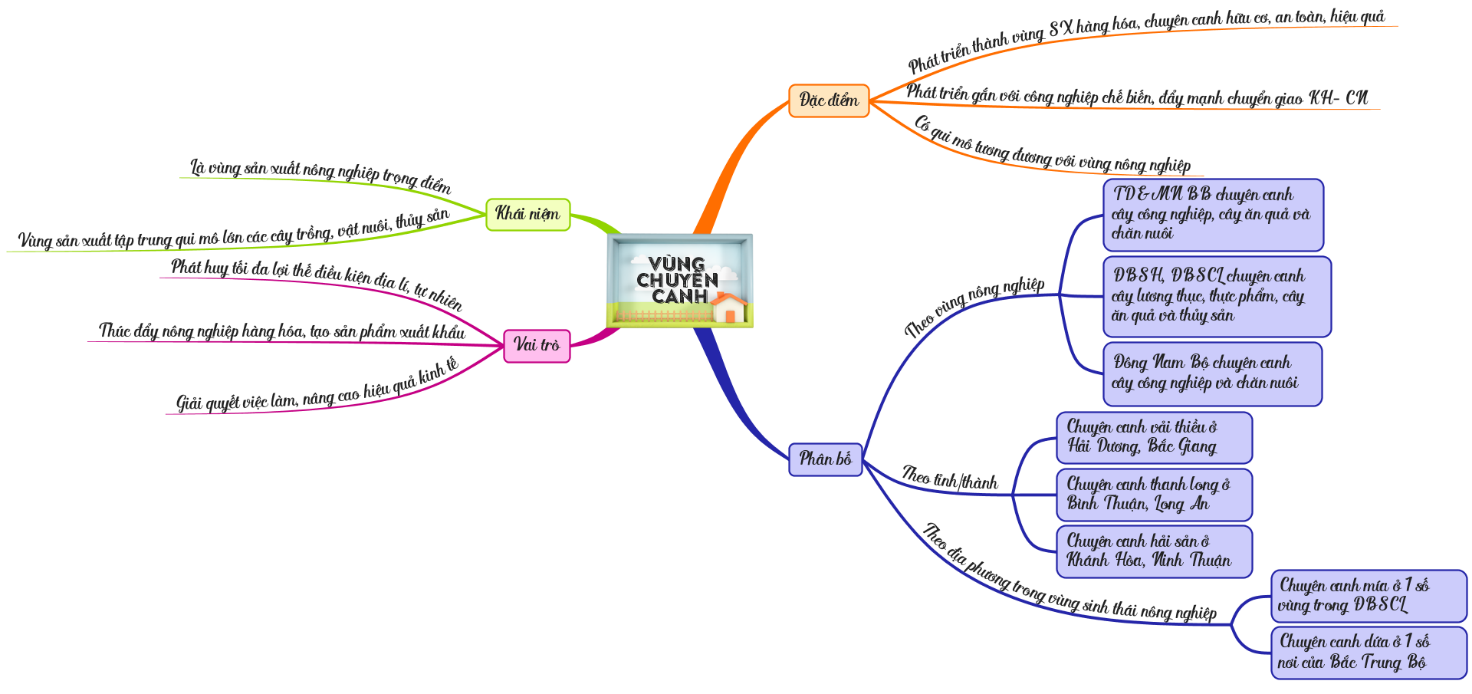 VÙNG
CHUYÊN
CANH
Đặc điểm
Phát triển thành vùng SX hàng hóa, chuyên canh hữu cơ, an toàn, hiệu quả
Phát triển gắn với công nghiệp chế biến, đẩy mạnh chuyển giao KH- CN
Có qui mô tương đương với vùng nông nghiệp
Khái niệm
Là vùng sản xuất nông nghiệp trọng điểm
Vùng sản xuất tập trung qui mô lớn các cây trồng, vật nuôi, thủy sản
Vai trò
Phát huy tối đa lợi thế điều kiện địa lí, tự nhiên
Thúc đẩy nông nghiệp hàng hóa, tạo sản phẩm xuất khẩu
Giải quyết việc làm, nâng cao hiệu quả kinh tế
Phân bố
Theo vùng nông nghiệp
TD&MN BB chuyên canh
cây công nghiệp, cây ăn quả và
chăn nuôi
ĐBSH, ĐBSCL chuyên canh
cây lương thực, thực phẩm, cây
ăn quả và thủy sản
Đông Nam Bộ chuyên canh
cây công nghiệp và chăn nuôi
Theo tỉnh/thành
Chuyên canh vải thiều ở
Hải Dương, Bắc Giang
Chuyên canh thanh long ở
Bình Thuận, Long An
Chuyên canh hải sản ở
Khánh Hòa, Ninh Thuận
Theo địa phương trong vùng sinh thái nông nghiệp
Chuyên canh mía ở 1 số
vùng trong ĐBSCL
Chuyên canh dứa ở 1 số
nơi của Bắc Trung Bộ